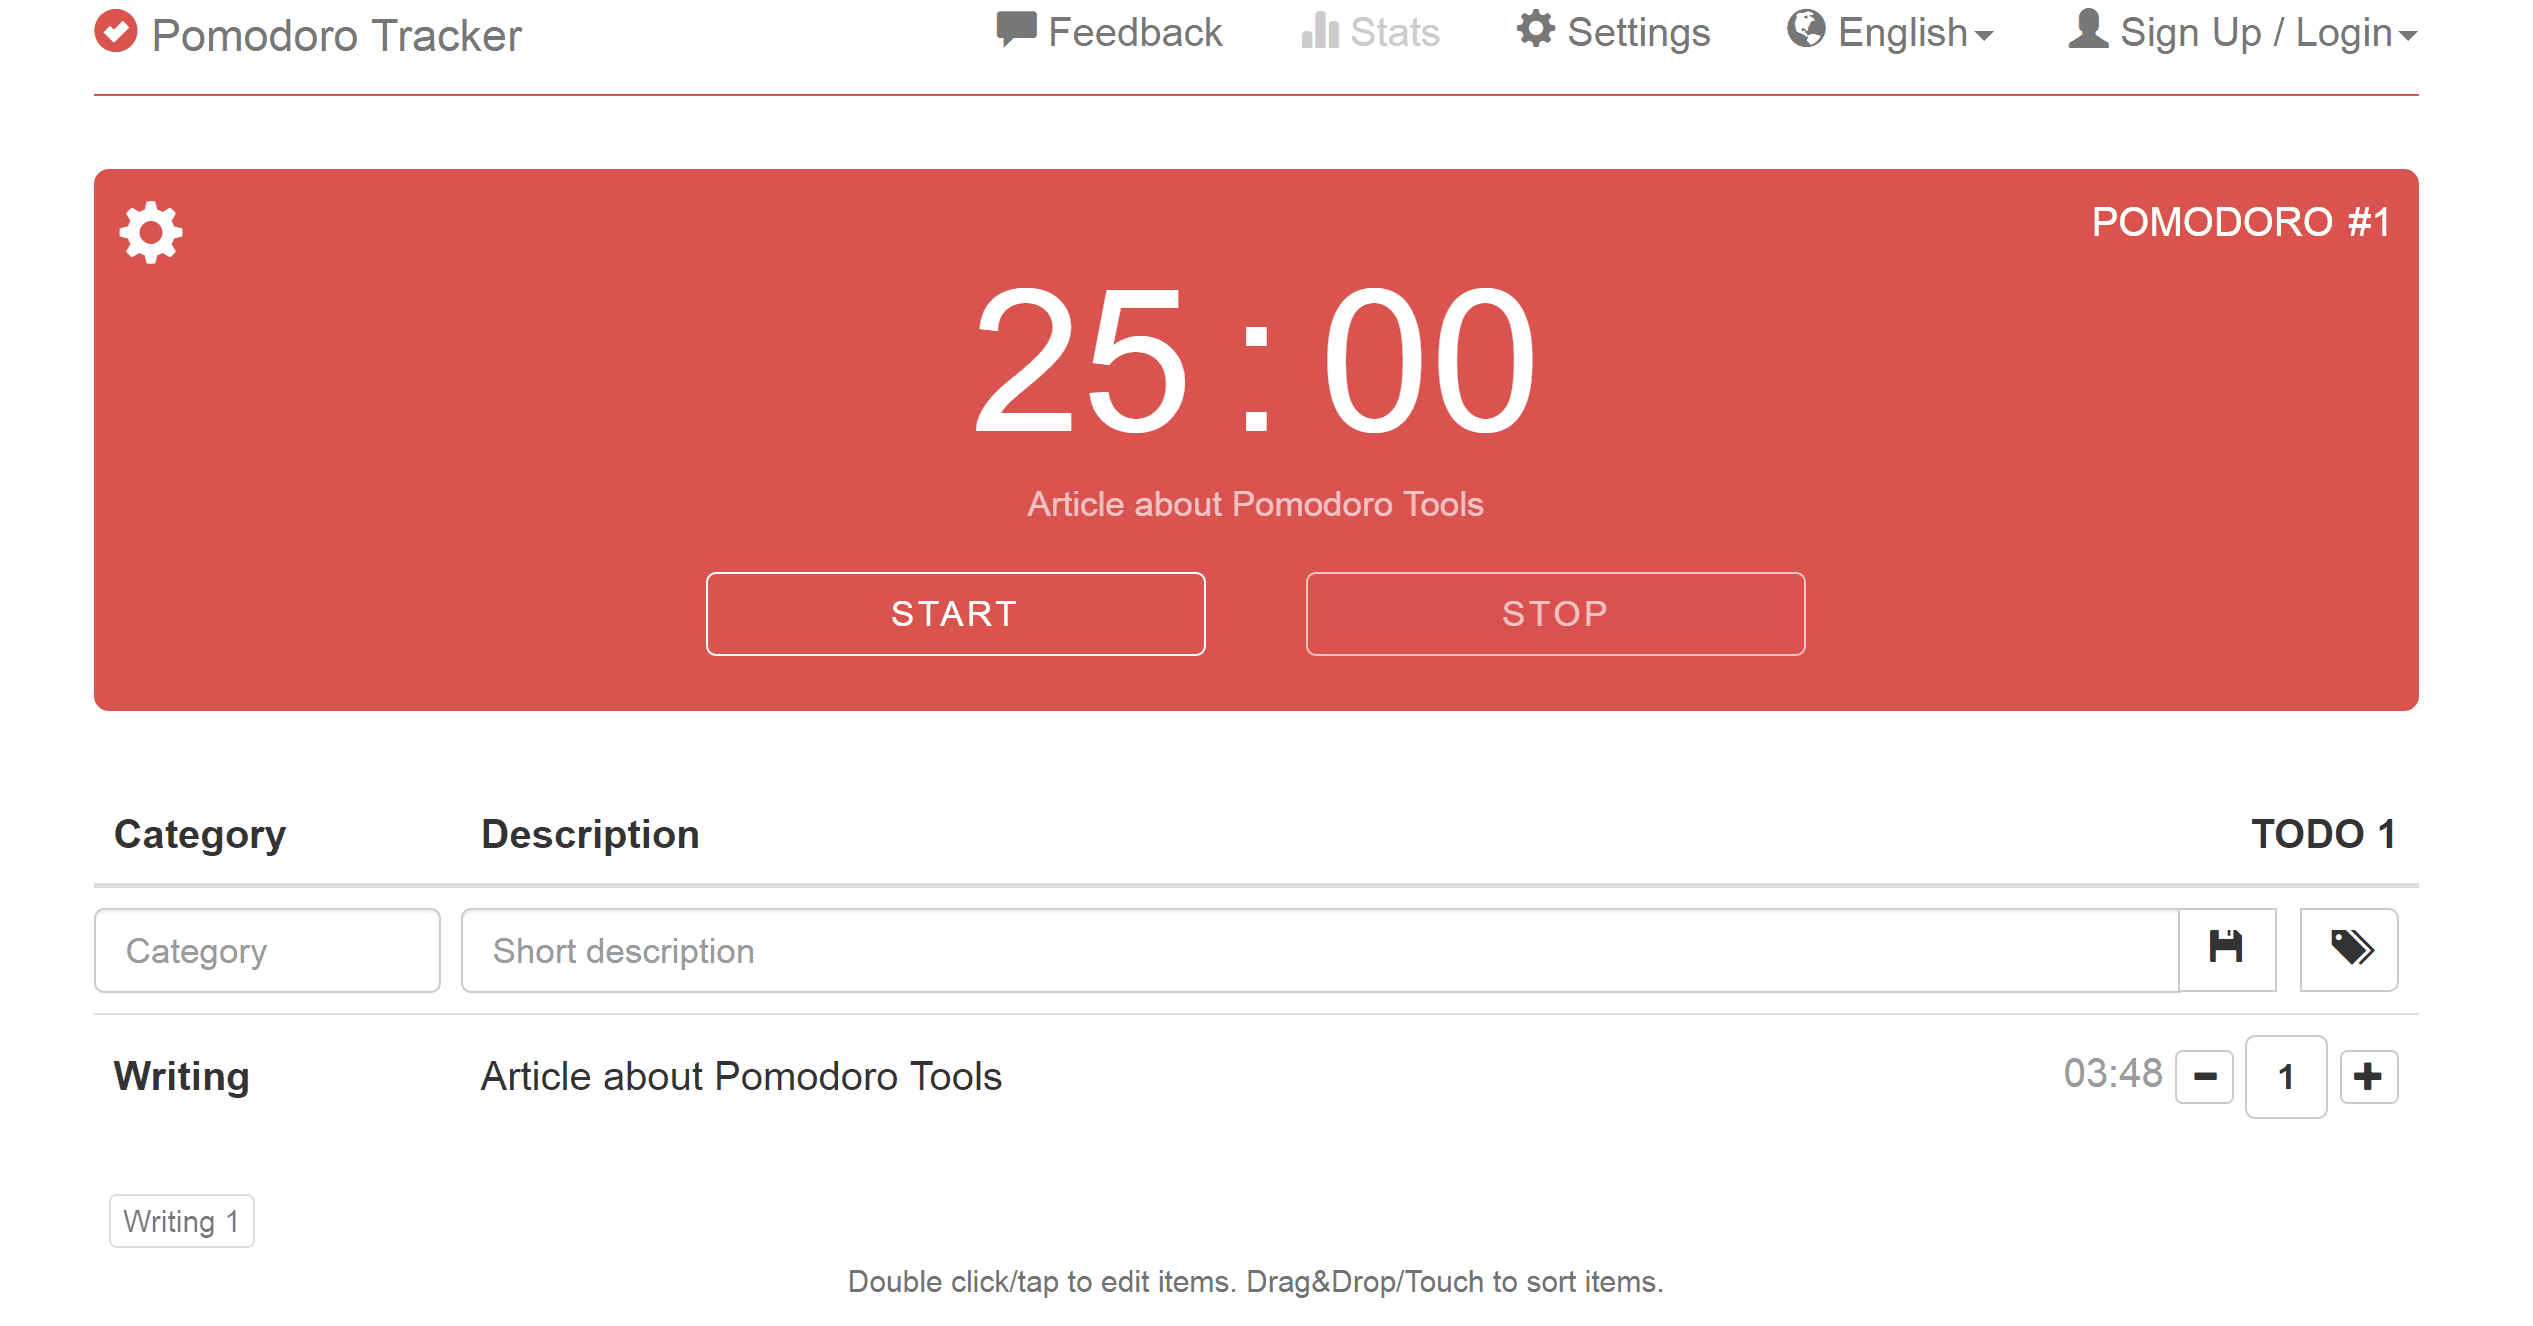 Pomodoro Tracker Feedback Stats Settings English Sign Up / Login
POMODORO #1
25:00
Article about Pomodoro Tools
START STOP
Category Description TODO 1
Category Short description
Writing Article about Pomodoro Tools 03:48 1
Writing 1
Double click/tap to edit items. Drag&Drop/Touch to sort items.